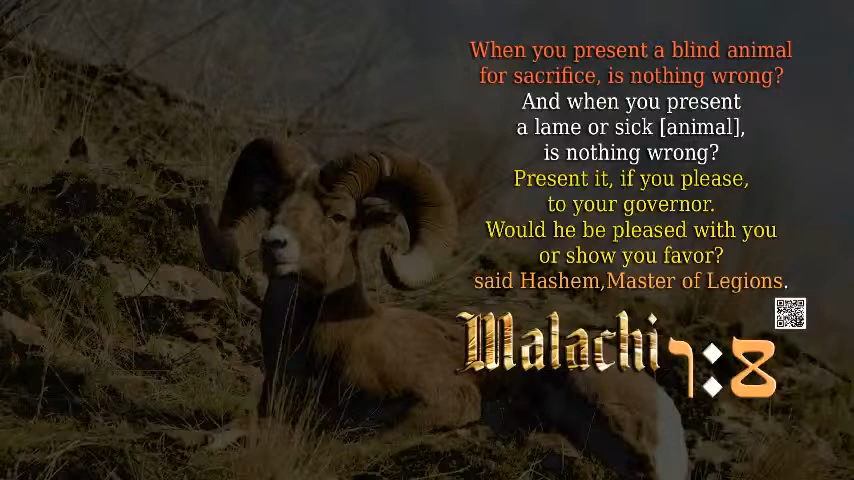 When you present a blind animal
for sacrifice, is nothing wrong?
And when you present
a lame or sick [animal],
is nothing wrong?
Present it, if you please,
to your governor.
Would he be pleased with you
or show you favor?
said Hashem,Master of Legions.
Malachi 1:8